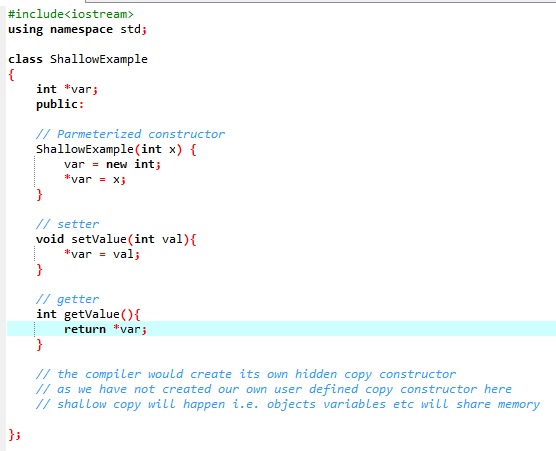 #include<iostream>
using namespace std;
class ShallowExample
{
int *var;
public:
// Parmeterized constructor
ShallowExample(int x) {
var = new int;
*var = x;
}
// setter
void setValue(int val){
*var = val;
}
// getter
int getValue(){
return *var;
}
// the compiler would create its own hidden copy constructor
// as we have not created our own user defined copy constructor here
// shallow copy will happen i.e. objects variables etc will share memory
};